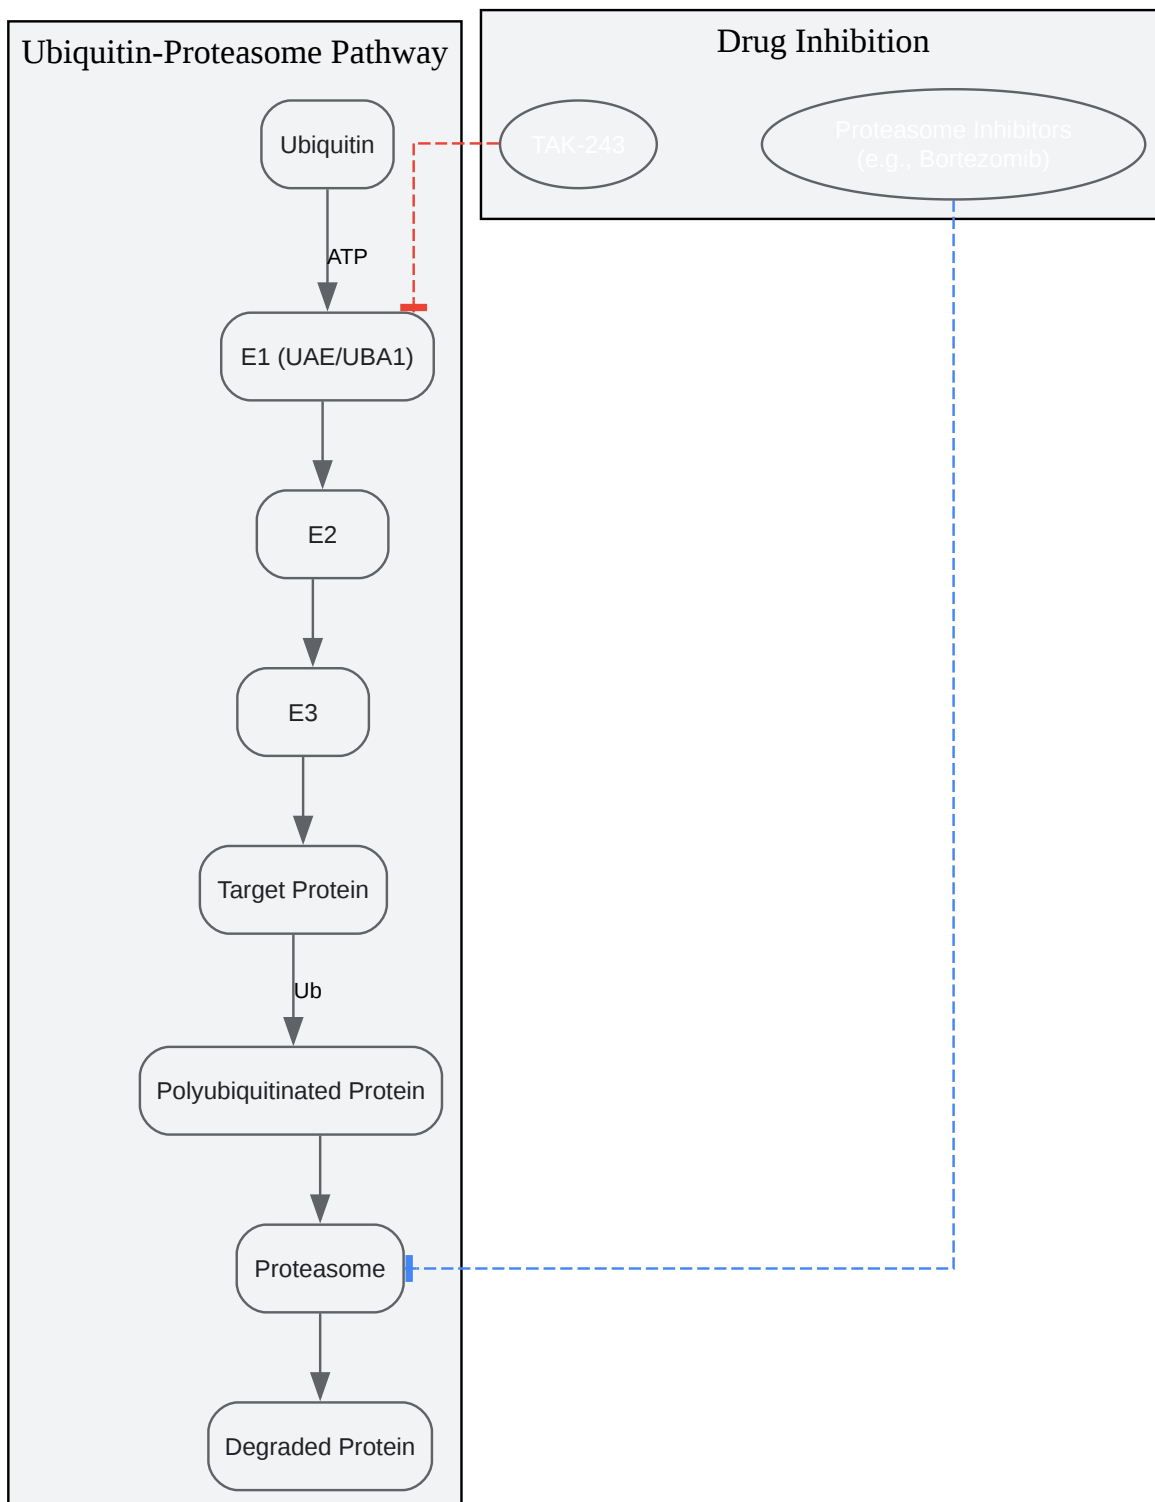 Ubiquitin-Proteasome Pathway
Ubiquitin
ATP
E1 (UAE/UBA1)
E2
E3
Target Protein
Ub
Polyubiquitinated Protein
Proteasome
Degraded Protein
Drug Inhibition
TAK-243
Proteasome Inhibitors
(e.g., Bortezomib)